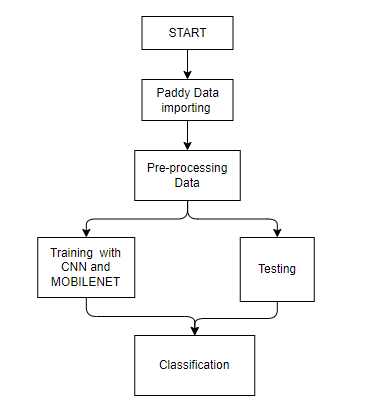 START
Paddy Data
importing
Pre-processing
Data
Training with
CNN and
MOBILENET
Testing
Classification